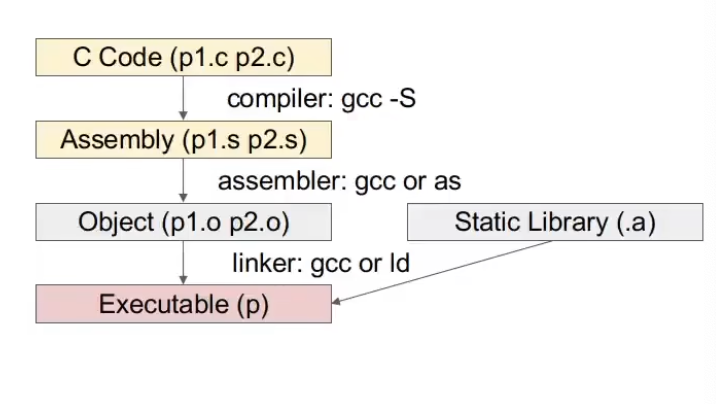 C Code (p1.c p2.c)
compiler: gcc -S
Assembly (p1.s p2.s)
assembler: gcc or as
Object (p1.o p2.o)
Static Library (.a)
linker: gcc or ld
Executable (p)